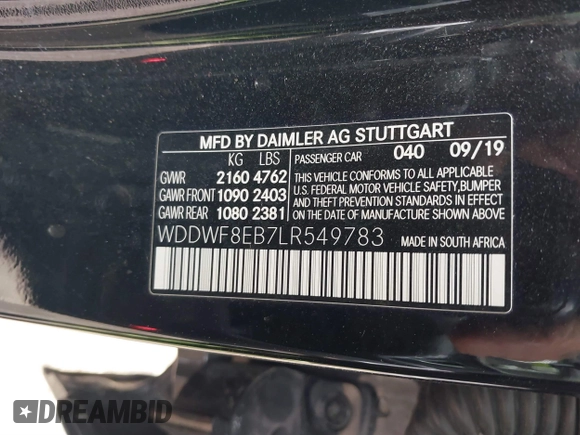 MFD BY DAIMLER AG STUTTGART
KG LBS PASSENGER CAR 040 09/19
GVWR 2160 4762
GAWR FRONT 1090 2403
GAWR REAR 1080 2381
THIS VEHICLE CONFORMS TO ALL APPLICABLE
U.S. FEDERAL MOTOR VEHICLE SAFETY, BUMPER
AND THEFT PREVENTION STANDARDS IN EFFECT
ON THE DATE OF MANUFACTURE SHOWN ABOVE.
WDDWF8EB7LR549783 MADE IN SOUTH AFRICA
DREAMBID